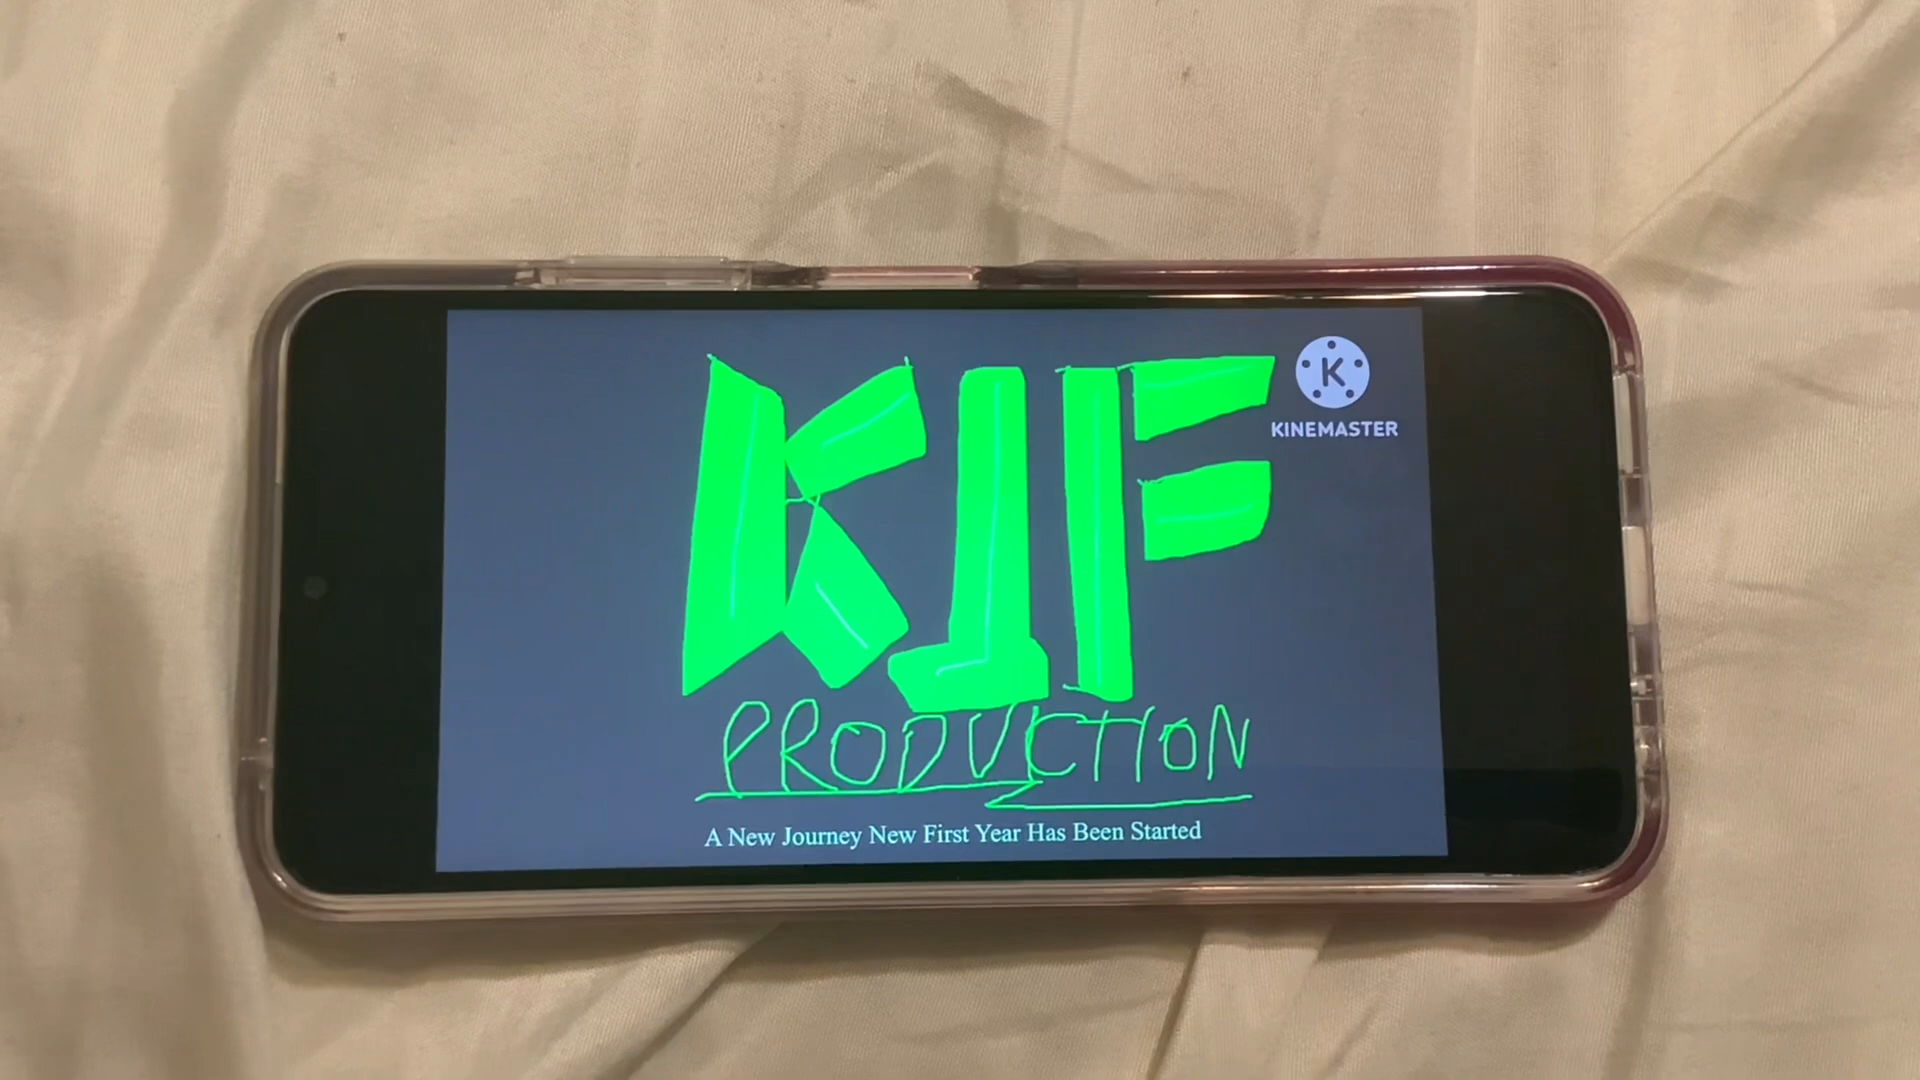 KJF
K
KINEMASTER
PRODUCTION
A New Journey New First Year Has Been Started